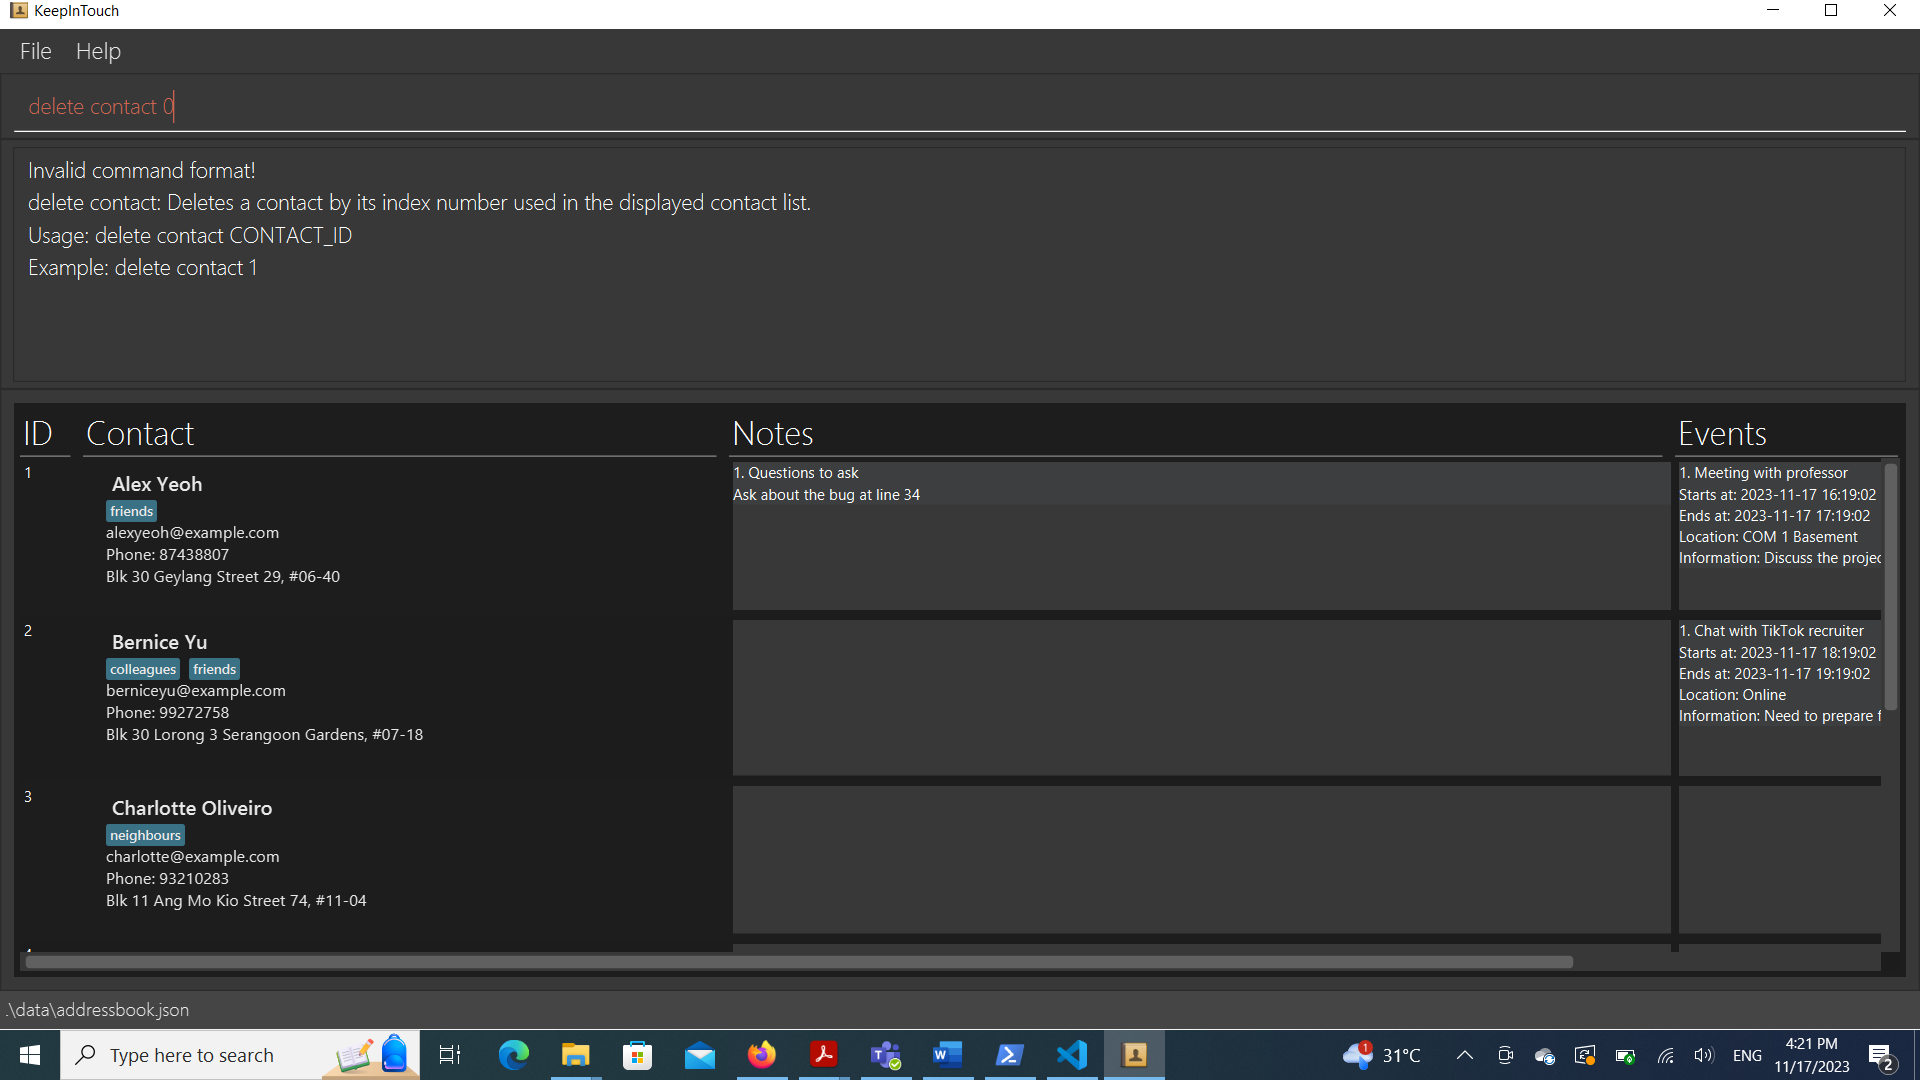 KeepInTouch
File Help
delete contact 0
Invalid command format!
delete contact: Deletes a contact by its index number used in the displayed contact list.
Usage: delete contact CONTACT_ID
Example: delete contact 1
ID Contact Notes Events
1
Alex Yeoh
friends
alexyeoh@example.com
Phone: 87438807
Blk 30 Geylang Street 29, #06-40
1. Questions to ask
Ask about the bug at line 34
1. Meeting with professor
Starts at: 2023-11-17 16:19:02
Ends at: 2023-11-17 17:19:02
Location: COM 1 Basement
Information: Discuss the projec
2
Bernice Yu
colleagues friends
berniceyu@example.com
Phone: 99272758
Blk 30 Lorong 3 Serangoon Gardens, #07-18
1. Chat with TikTok recruiter
Starts at: 2023-11-17 18:19:02
Ends at: 2023-11-17 19:19:02
Location: Online
Information: Need to prepare f
3
Charlotte Oliveiro
neighbours
charlotte@example.com
Phone: 93210283
Blk 11 Ang Mo Kio Street 74, #11-04
.\data\addressbook.json
Type here to search
1
31°C
ENG
4:21 PM
11/17/2023
2